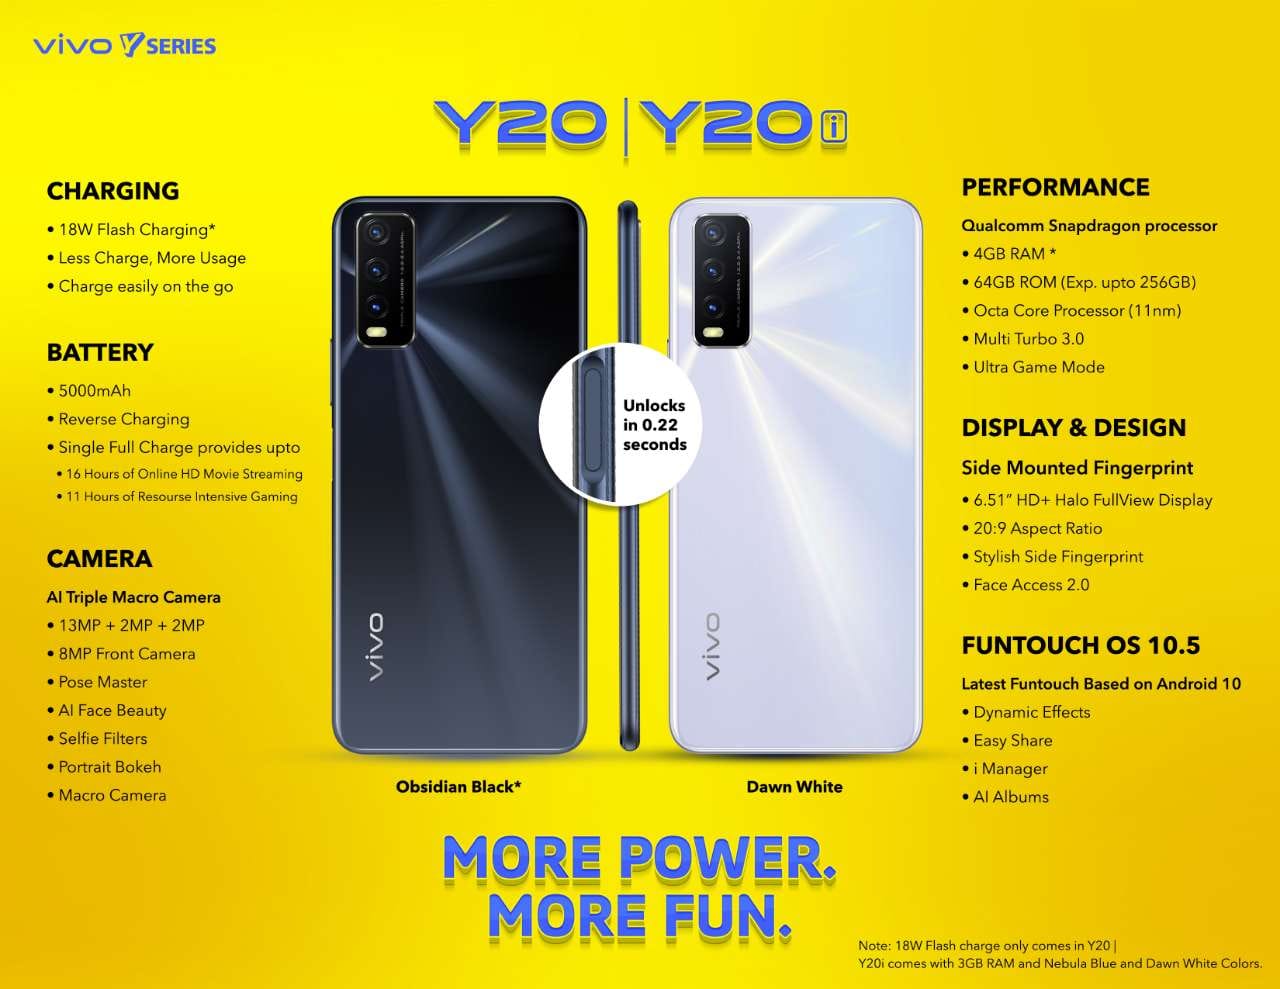 vivo Y SERIES
Y20 | Y20i
CHARGING
• 18W Flash Charging*
• Less Charge, More Usage
• Charge easily on the go
BATTERY
• 5000mAh
• Reverse Charging
• Single Full Charge provides upto
• 16 Hours of Online HD Movie Streaming
• 11 Hours of Resourse Intensive Gaming
CAMERA
AI Triple Macro Camera
• 13MP + 2MP + 2MP
• 8MP Front Camera
• Pose Master
• AI Face Beauty
• Selfie Filters
• Portrait Bokeh
• Macro Camera
vivo
Obsidian Black*
Unlocks
in 0.22
seconds
vivo
Dawn White
PERFORMANCE
Qualcomm Snapdragon processor
• 4GB RAM *
• 64GB ROM (Exp. upto 256GB)
• Octa Core Processor (11nm)
• Multi Turbo 3.0
• Ultra Game Mode
DISPLAY & DESIGN
Side Mounted Fingerprint
• 6.51” HD+ Halo FullView Display
• 20:9 Aspect Ratio
• Stylish Side Fingerprint
• Face Access 2.0
FUNTOUCH OS 10.5
Latest Funtouch Based on Android 10
• Dynamic Effects
• Easy Share
• i Manager
• AI Albums
MORE POWER.
MORE FUN.
Note: 18W Flash charge only comes in Y20 |
Y20i comes with 3GB RAM and Nebula Blue and Dawn White Colors.